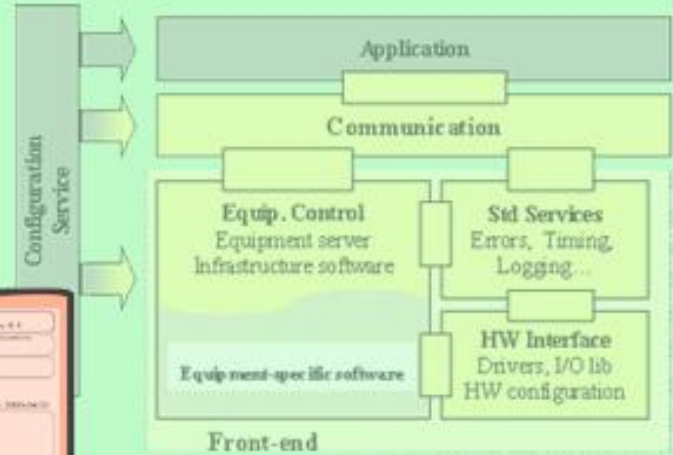 Configuration
Service
Application
Communication
Equip. Control
Equipment server
Infrastructure software
Equipment-specific software
Std Services
Errors, Timing,
Logging...
HW Interface
Drivers, I/O lib
HW configuration
Front-end